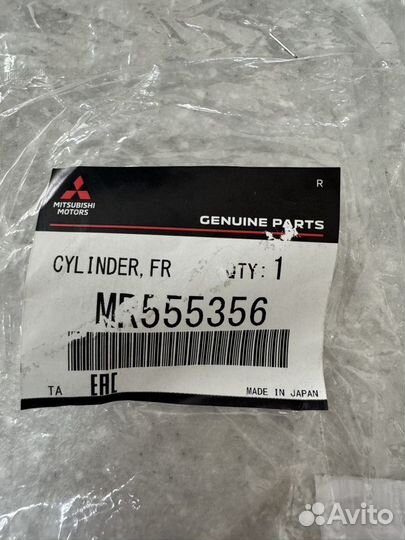 R
MITSUBISHI
MOTORS
GENUINE PARTS
CYLINDER, FR QTY: 1
MR555356
TA EAC MADE IN JAPAN
Avito